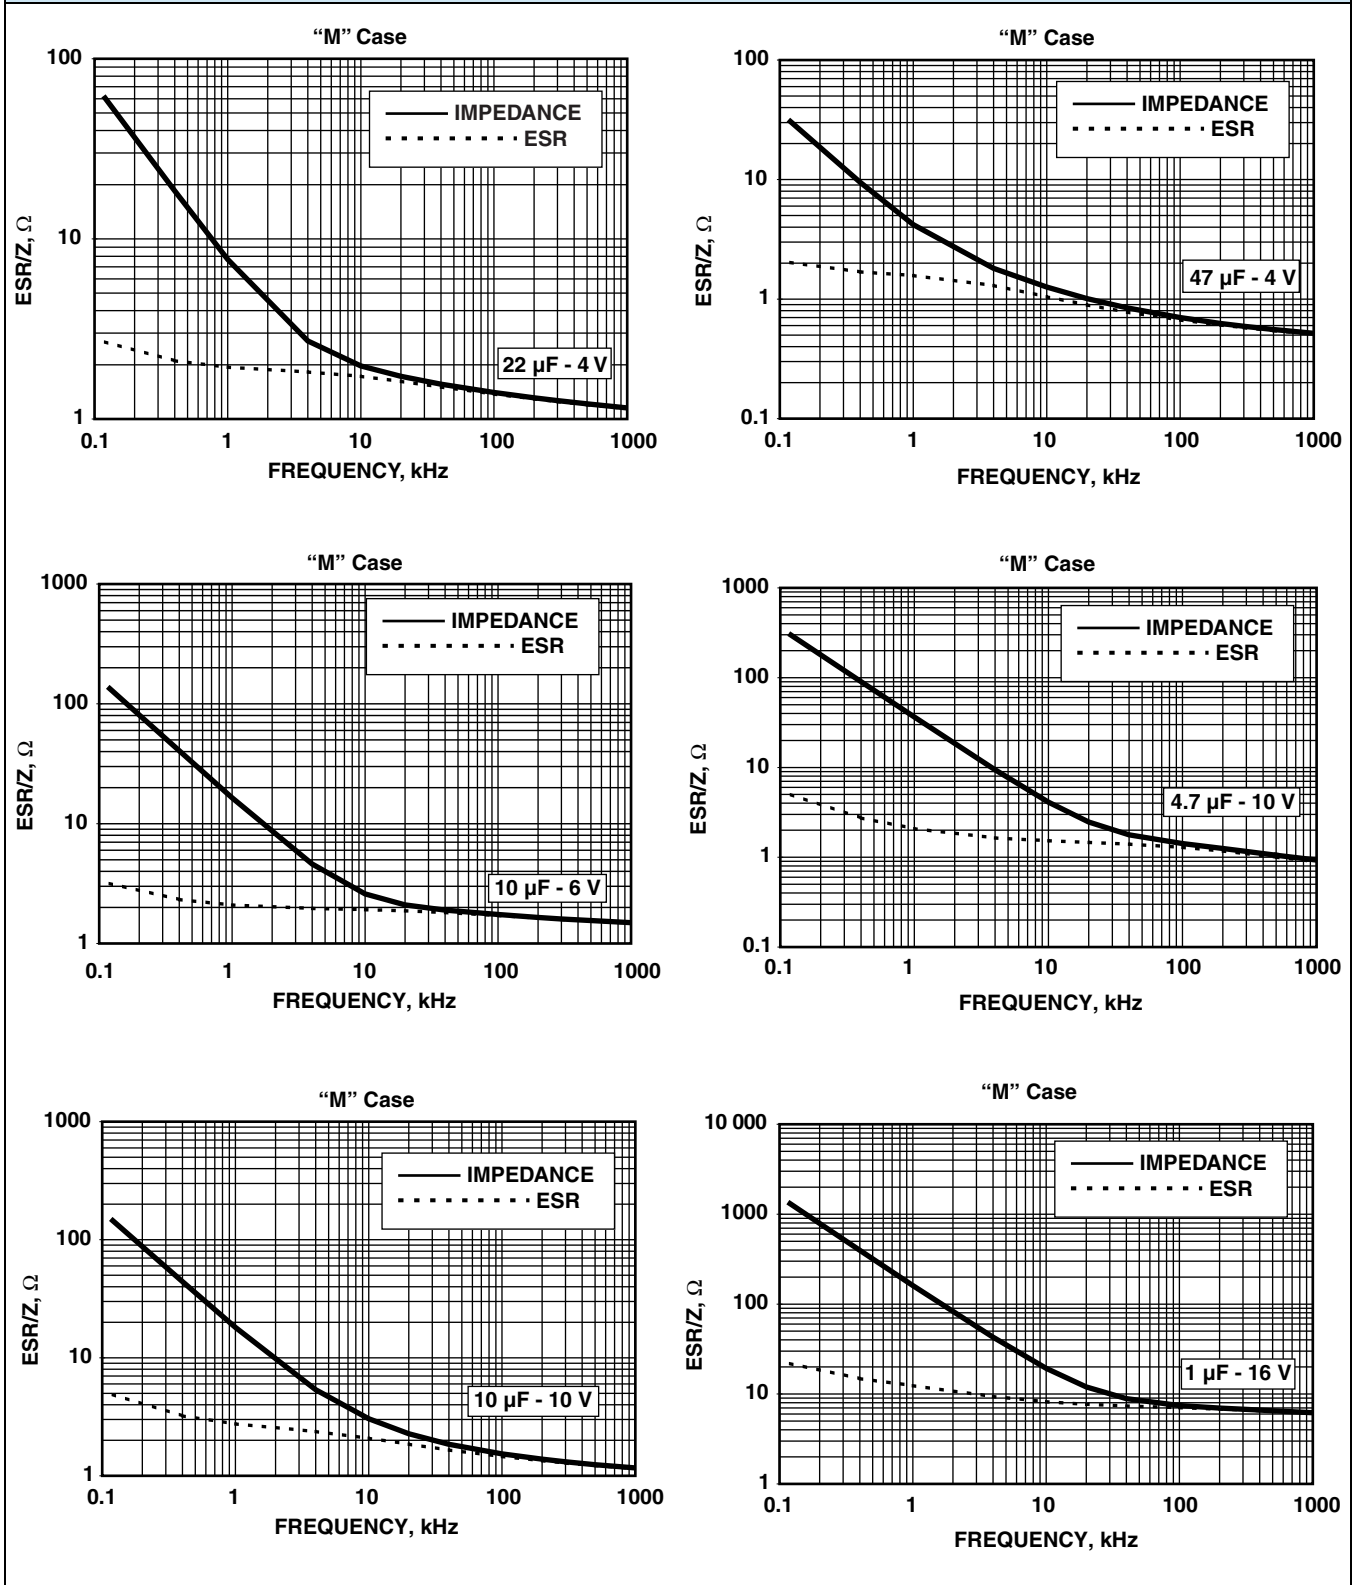 “M” Case
100
10
1
ESR/Z, Ω
IMPEDANCE
ESR
22 µF - 4 V
0.1 1 10 100 1000
FREQUENCY, kHz
“M” Case
100
10
1
0.1
ESR/Z, Ω
IMPEDANCE
ESR
47 µF - 4 V
0.1 1 10 100 1000
FREQUENCY, kHz
“M” Case
1000
100
10
1
ESR/Z, Ω
IMPEDANCE
ESR
10 µF - 6 V
0.1 1 10 100 1000
FREQUENCY, kHz
“M” Case
1000
100
10
1
0.1
ESR/Z, Ω
IMPEDANCE
ESR
4.7 µF - 10 V
0.1 1 10 100 1000
FREQUENCY, kHz
“M” Case
1000
100
10
1
ESR/Z, Ω
IMPEDANCE
ESR
10 µF - 10 V
0.1 1 10 100 1000
FREQUENCY, kHz
“M” Case
10 000
1000
100
10
1
ESR/Z, Ω
IMPEDANCE
ESR
1 µF - 16 V
0.1 1 10 100 1000
FREQUENCY, kHz